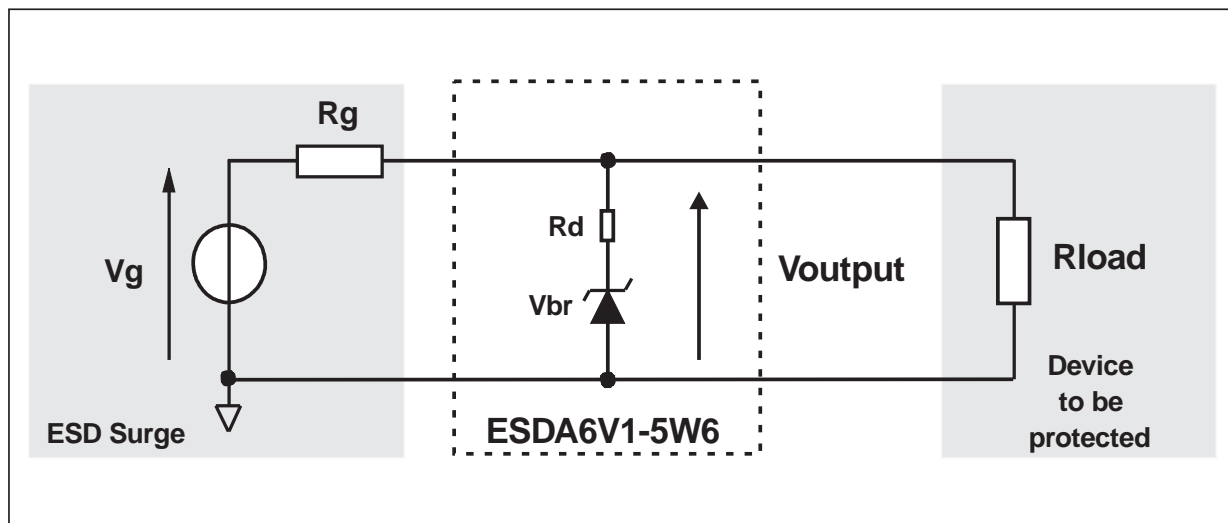 Rg
Vg
Rd
Vbr
Voutput
Rload
ESD Surge
ESDA6V1-5W6
Device
to be
protected